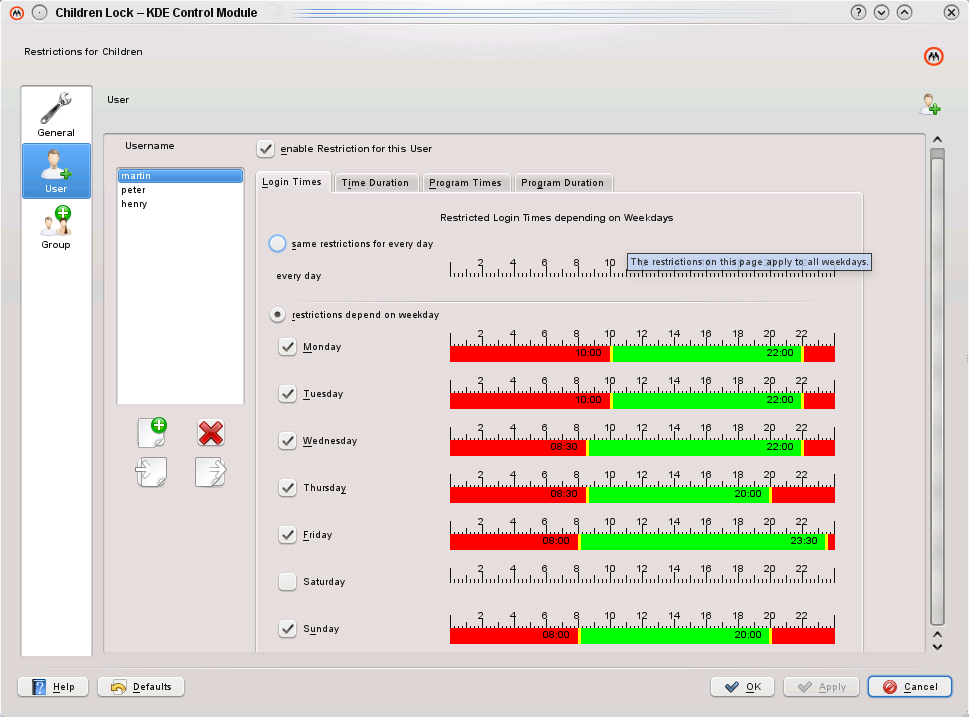 Children Lock – KDE Control Module
Restrictions for Children
General
User
Group
User
Username
martin
peter
henry
enable Restriction for this User
Login Times
Time Duration
Program Times
Program Duration
Restricted Login Times depending on Weekdays
same restrictions for every day
every day
2 4 6 8 10
The restrictions on this page apply to all weekdays.
restrictions depend on weekday
2 4 6 8 10 12 14 16 18 20 22
Monday
10:00 22:00
2 4 6 8 10 12 14 16 18 20 22
Tuesday
10:00 22:00
2 4 6 8 10 12 14 16 18 20 22
Wednesday
08:30 22:00
2 4 6 8 10 12 14 16 18 20 22
Thursday
08:30 20:00
2 4 6 8 10 12 14 16 18 20 22
Friday
08:00 23:30
2 4 6 8 10 12 14 16 18 20 22
Saturday
2 4 6 8 10 12 14 16 18 20 22
Sunday
08:00 20:00
Help
Defaults
OK
Apply
Cancel